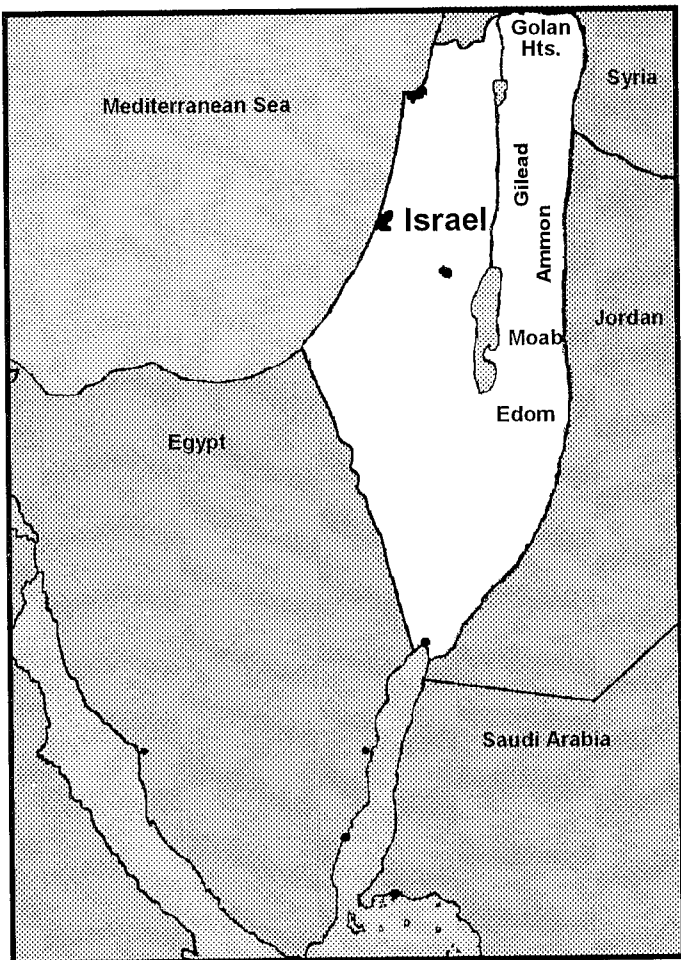 Golan
Hts.
Syria
Mediterranean Sea
Gilead
Israel
Ammon
Jordan
Moab
Edom
Egypt
Saudi Arabia